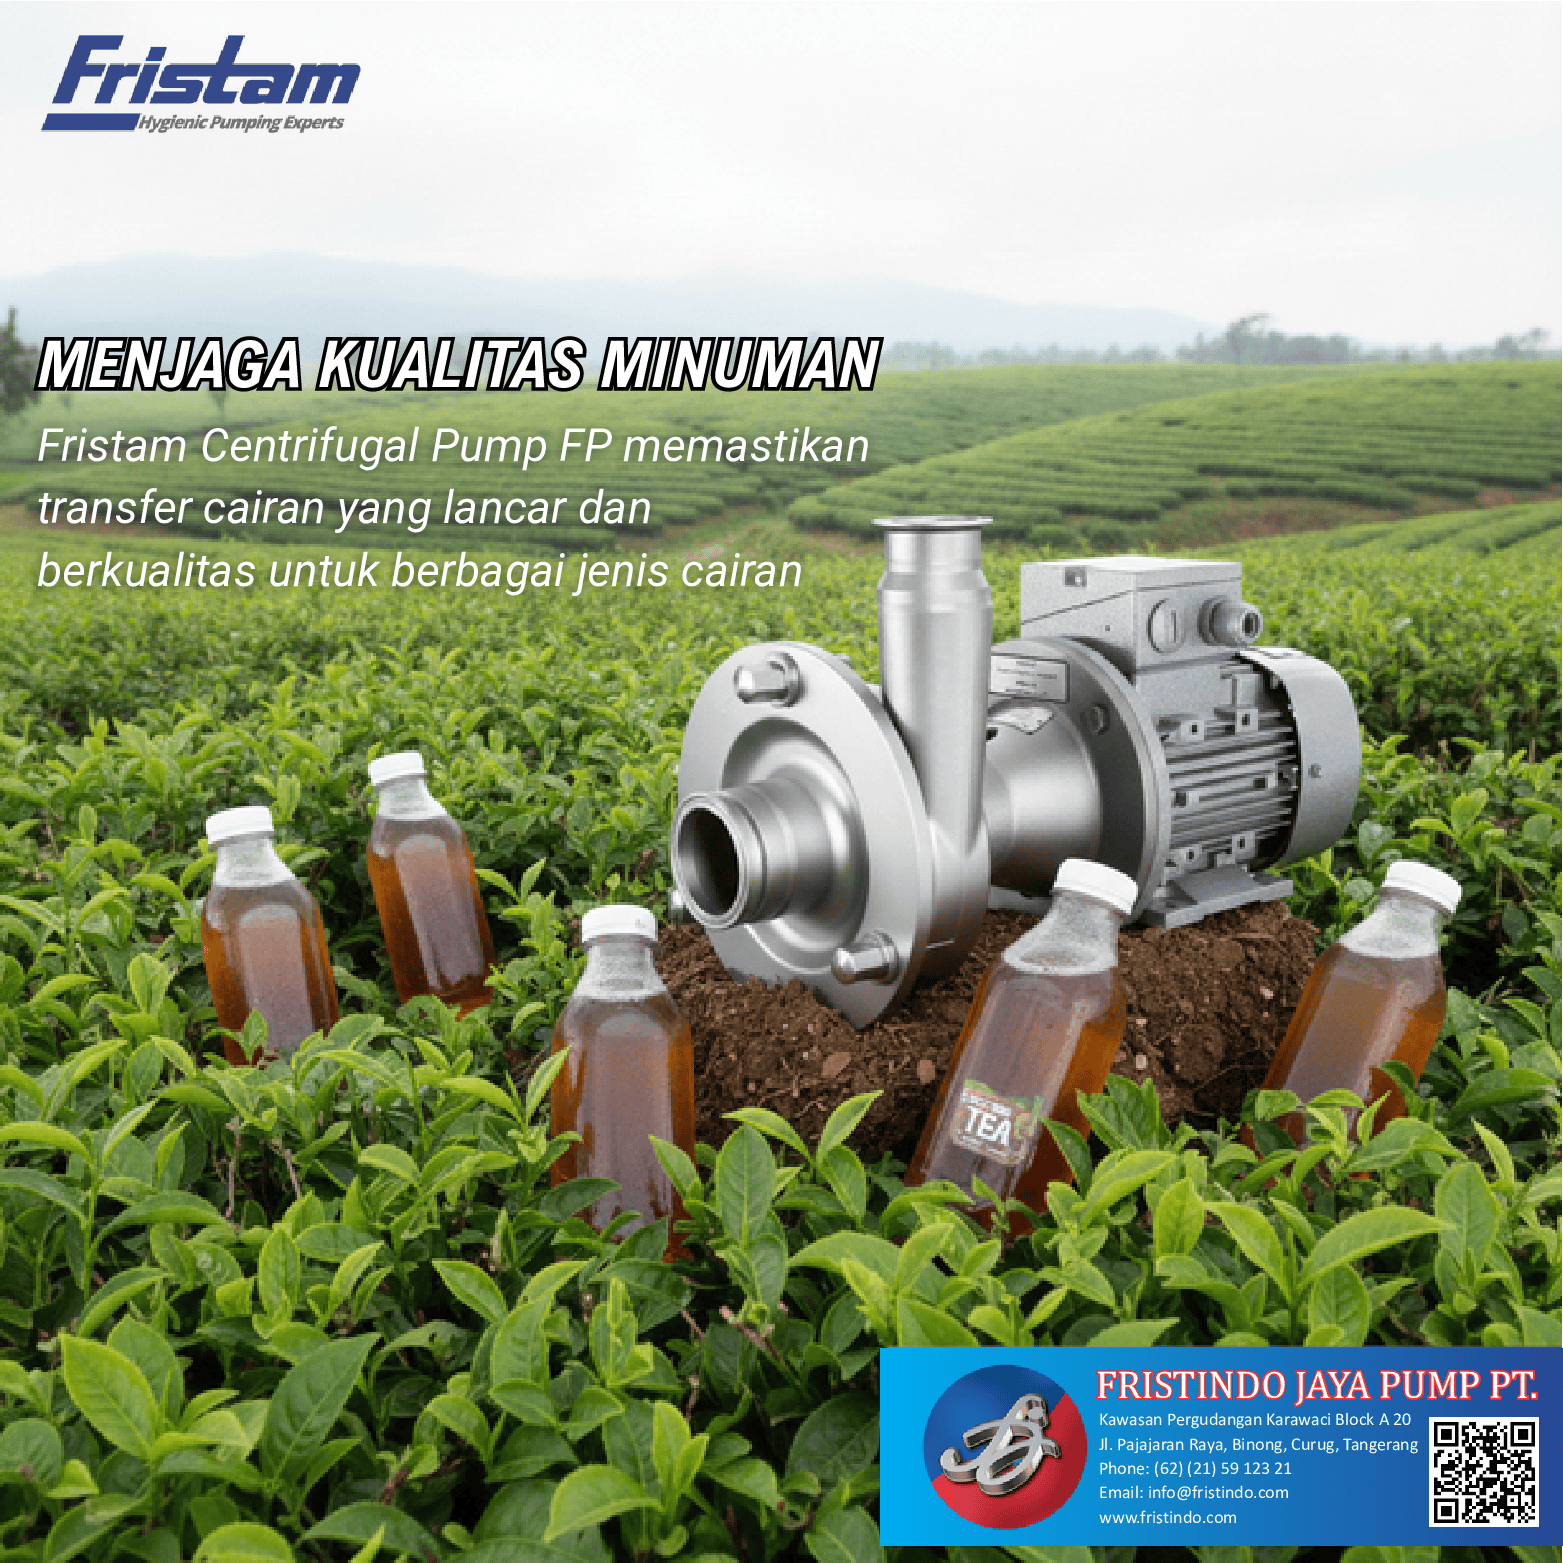 Fristam
Hygienic Pumping Experts
MENJAGA KUALITAS MINUMAN
Fristam Centrifugal Pump FP memastikan
transfer cairan yang lancar dan
berkualitas untuk berbagai jenis cairan
TEA
FRISTINDO JAYA PUMP PT.
Kawasan Pergudangan Karawaci Block A 20
Jl. Pajajaran Raya, Binong, Curug, Tangerang
Phone: (62) (21) 59 123 21
Email: info@fristindo.com
www.fristindo.com